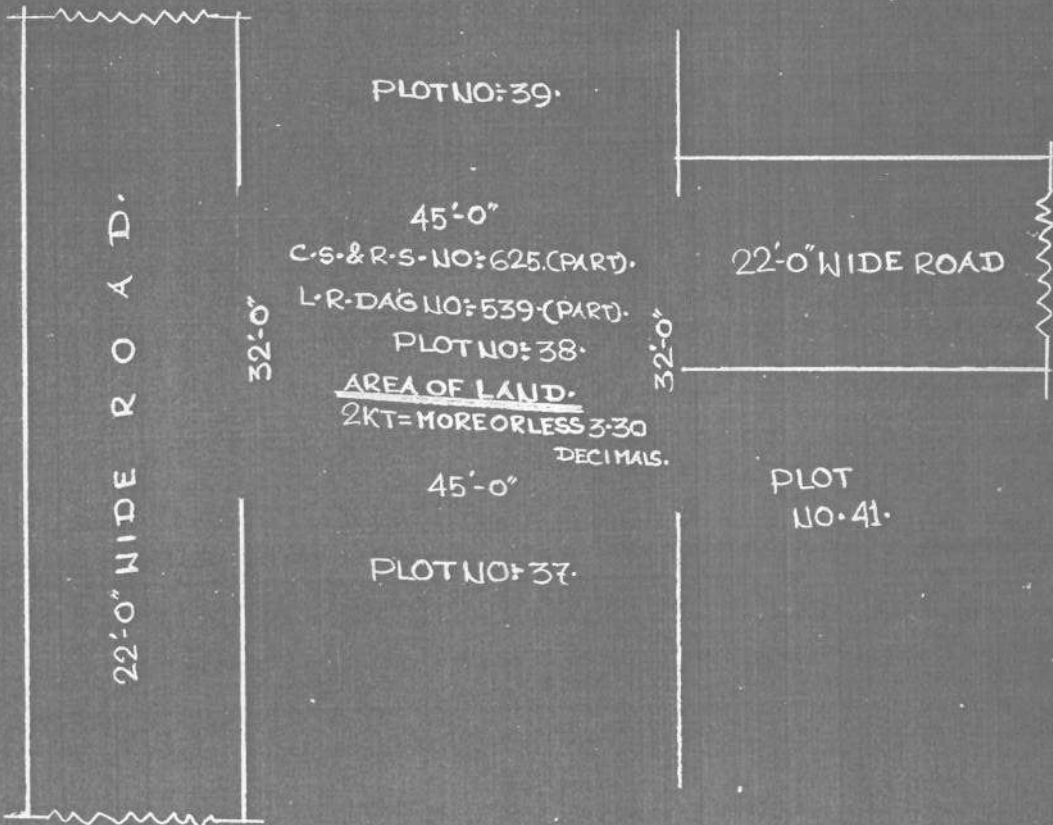 PLOT NO:- 39.
45'-0"
C.S.& R.S. NO:- 625.(PART).
L.R. DAG NO:- 539.(PART).
PLOT NO:- 38.
AREA OF LAND.
2KT= MORE OR LESS 3.30
DECIMALS.
45'-0"
PLOT NO:- 37.
22'-0" WIDE ROAD.
32'-0"
32'-0"
22'-0" WIDE ROAD
PLOT
NO. 41.